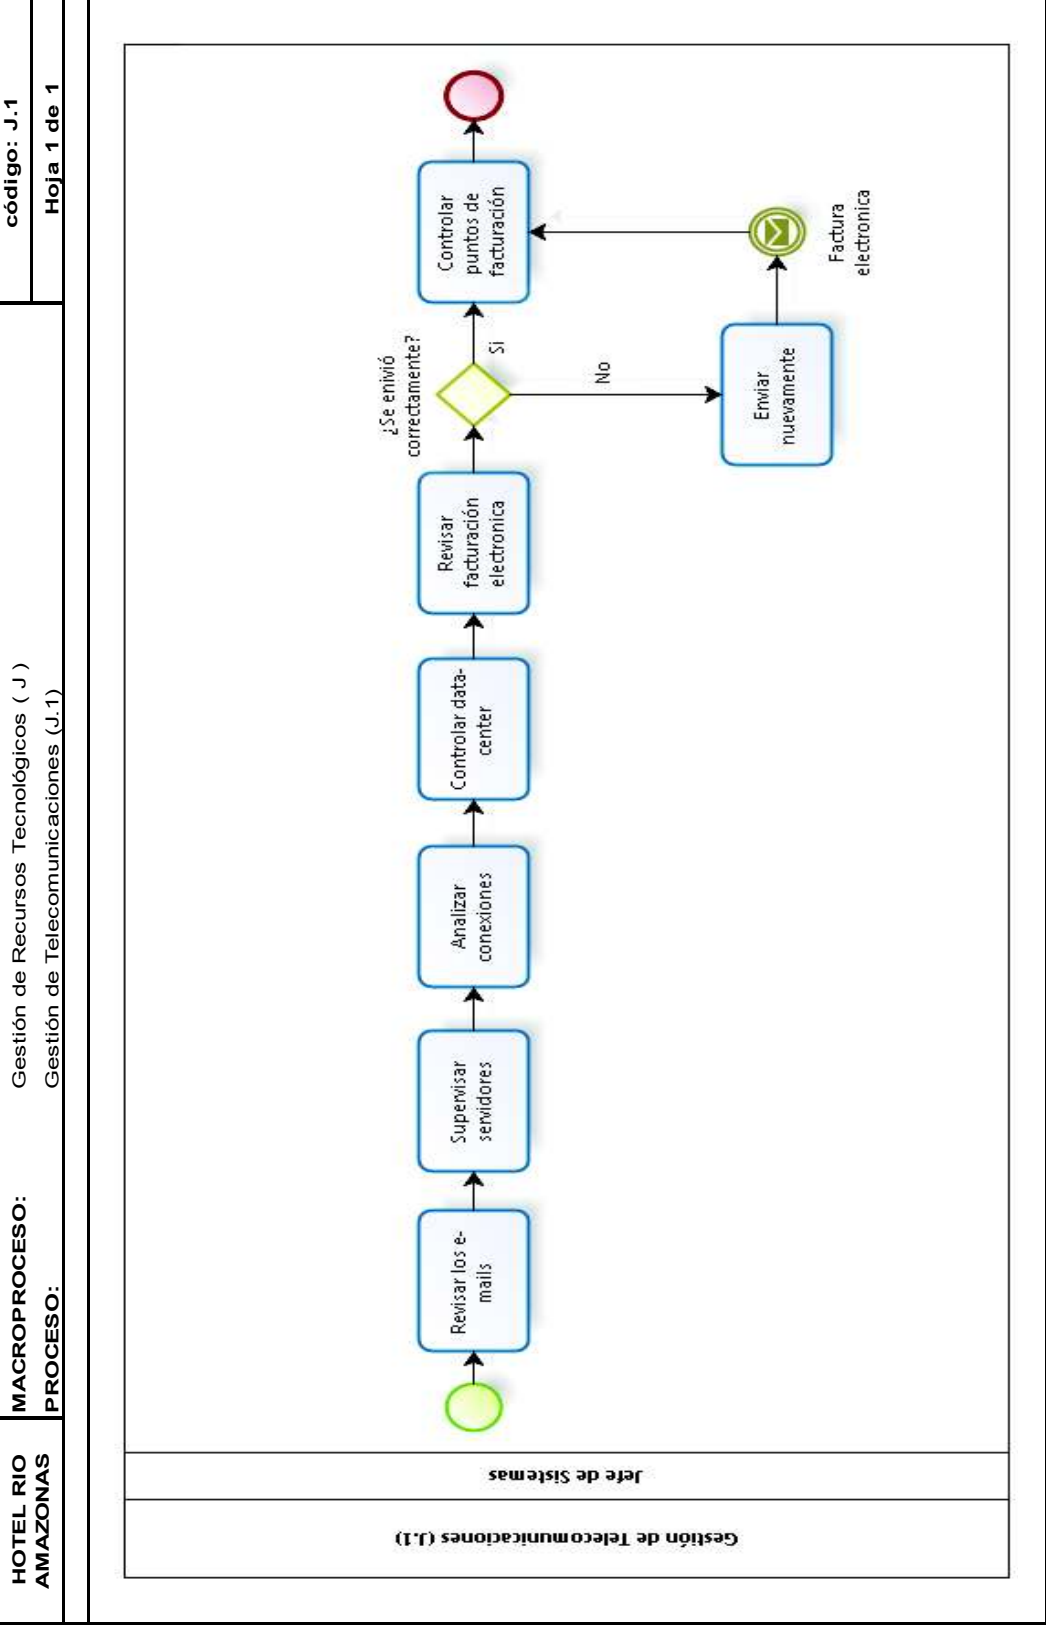 HOTEL RIO
AMAZONAS
MACROPROCESO:
Gestión de Recursos Tecnológicos ( J )
PROCESO:
Gestión de Telecomunicaciones (J.1)
código: J.1
Hoja 1 de 1
Gestión de Telecomunicaciones (J.1)
Jefe de Sistemas
Revisar los e-
mails
Supervisar
servidores
Analizar
conexiones
Controlar data-
center
Revisar
facturación
electronica
¿Se enivió
correctamente?
Si
No
Controlar
puntos de
facturación
Enviar
nuevamente
Factura
electronica